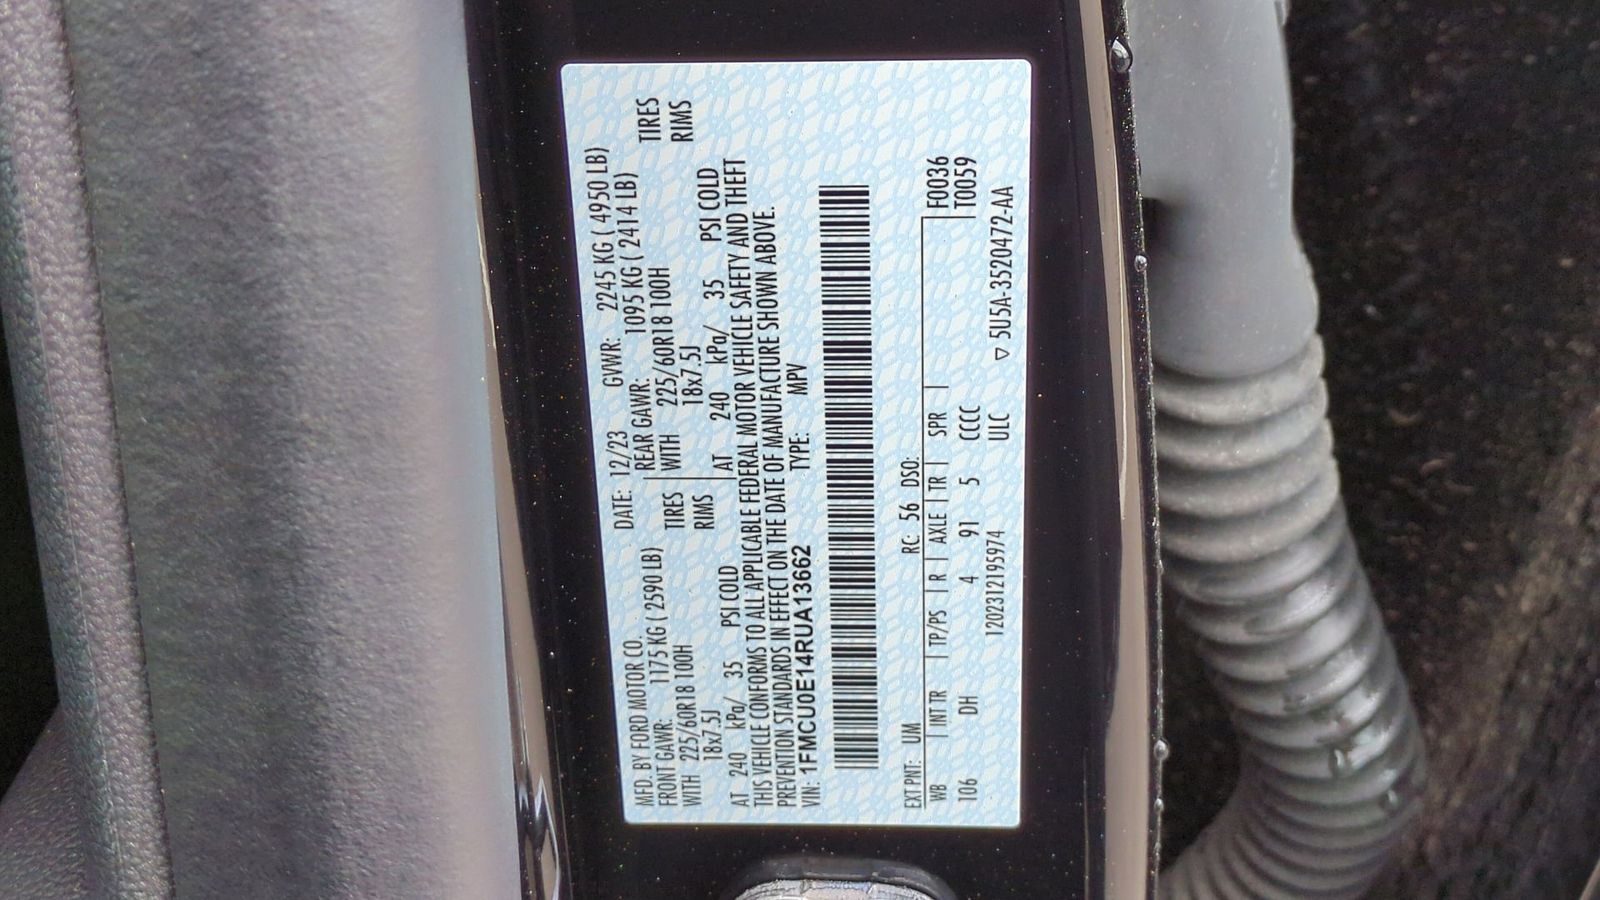 MFD. BY FORD MOTOR CO. DATE: 12/23 GVWR: 2245 KG ( 4950 LB)
FRONT GAWR: 1175 KG ( 2590 LB) REAR GAWR: 1095 KG ( 2414 LB)
WITH 225/60R18 100H TIRES WITH 225/60R18 100H TIRES
18x7.5J RIMS 18x7.5J RIMS
AT 240 kPa/ 35 PSI COLD AT 240 kPa/ 35 PSI COLD
THIS VEHICLE CONFORMS TO ALL APPLICABLE FEDERAL MOTOR VEHICLE SAFETY AND THEFT
PREVENTION STANDARDS IN EFFECT ON THE DATE OF MANUFACTURE SHOWN ABOVE.
VIN: 1FMCU0E14RUA13662 TYPE: MPV
EXT PNT: UM RC: 56 DSO: F0036
WB INT TR TP/PS R AXLE TR SPR T0059
106 DH 4 91 5 CCCC
120231219597​4 ULC ▽ 5U5A-3520472-AA